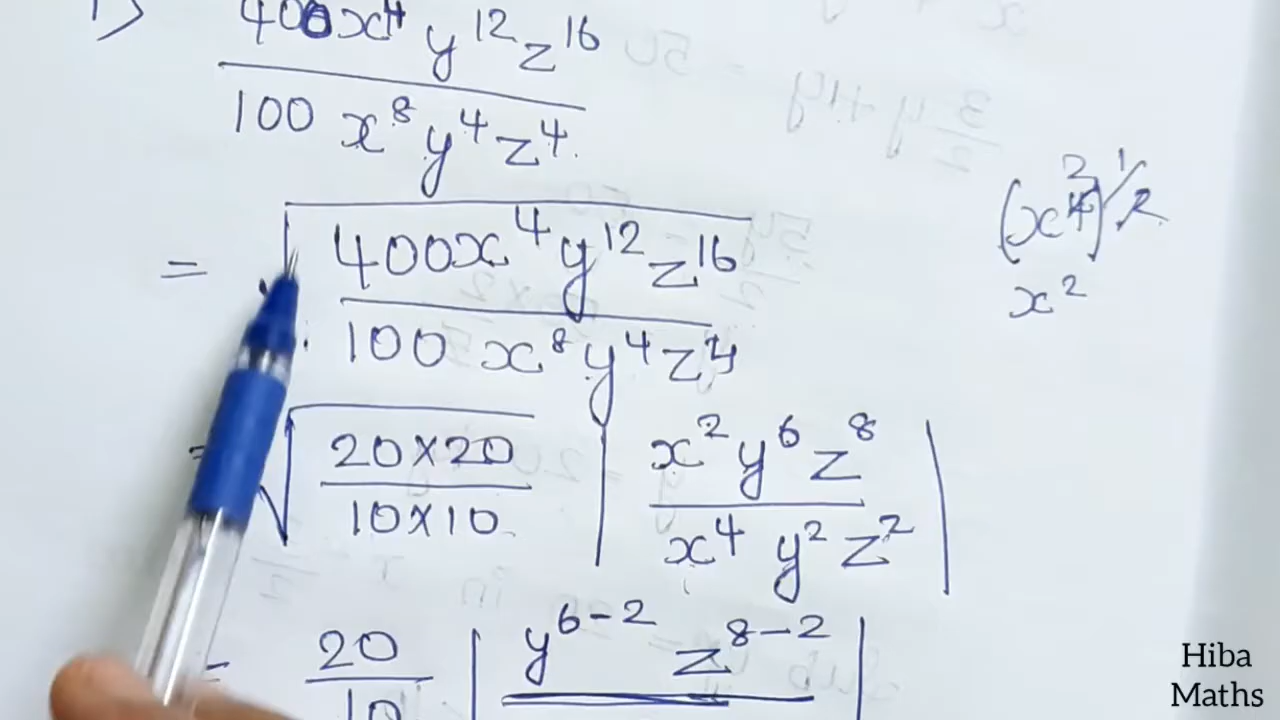 1)
400x⁴ y¹² z¹⁶
100 x⁸ y⁴ z⁴
= √ 400x⁴ y¹² z¹⁶
100 x⁸ y⁴ z⁴
(x⁴)^1/2
2
x²
= √ 20×20 | x² y⁶ z⁸ |
10×10 | x⁴ y² z² |
= 20 | y⁶⁻² z⁸⁻² |
10
Hiba
Maths